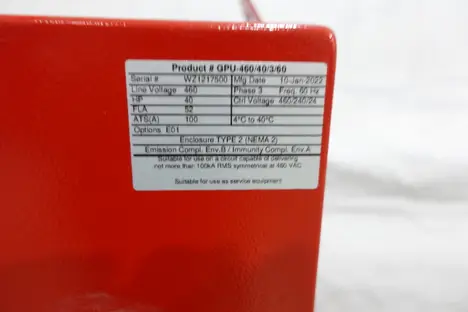 Product # GPU-460/40/3/60
Serial # WZ1217500 Mfg Date 10-Jan-2022
Line Voltage 460 Phase 3 Freq. 60 Hz
HP 40 Ctrl Voltage 460/240/24
FLA 52
ATS(A) 100 4°C to 40°C
Options E01
Enclosure TYPE 2 (NEMA 2)
Emission Compl. Env.B / Immunity Compl. Env.A
Suitable for use on a circuit capable of delivering
not more than 100kA RMS symmetrical at 480 VAC
Suitable for use as service equipment